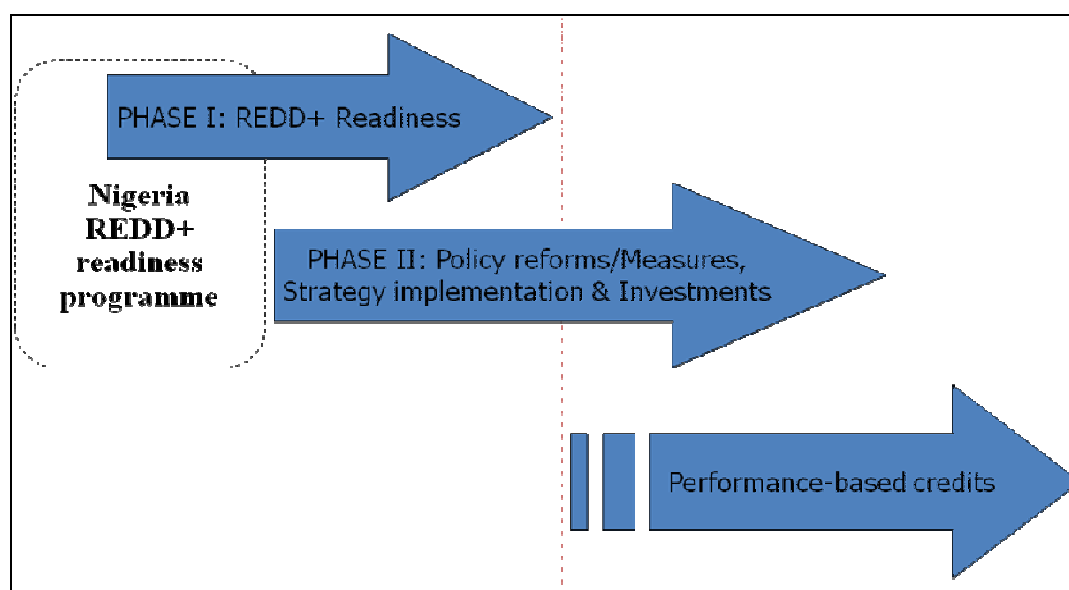 PHASE I: REDD+ Readiness
Nigeria
REDD+
readiness
programme
PHASE II: Policy reforms/Measures,
Strategy implementation & Investments
Performance-based credits